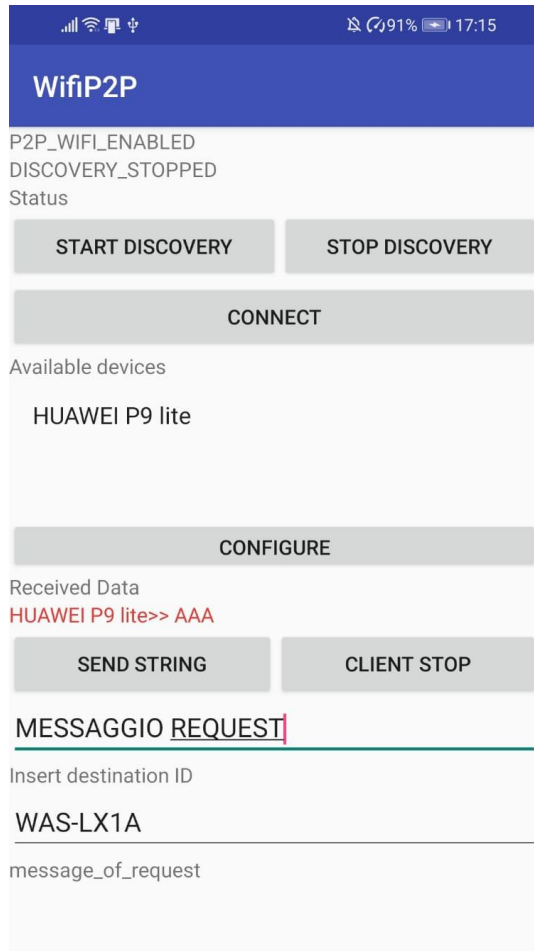 91% 17:15
WifiP2P
P2P_WIFI_ENABLED
DISCOVERY_STOPPED
Status
START DISCOVERY STOP DISCOVERY
CONNECT
Available devices
HUAWEI P9 lite
CONFIGURE
Received Data
HUAWEI P9 lite>> AAA
SEND STRING CLIENT STOP
MESSAGGIO REQUEST
Insert destination ID
WAS-LX1A
message_of_request